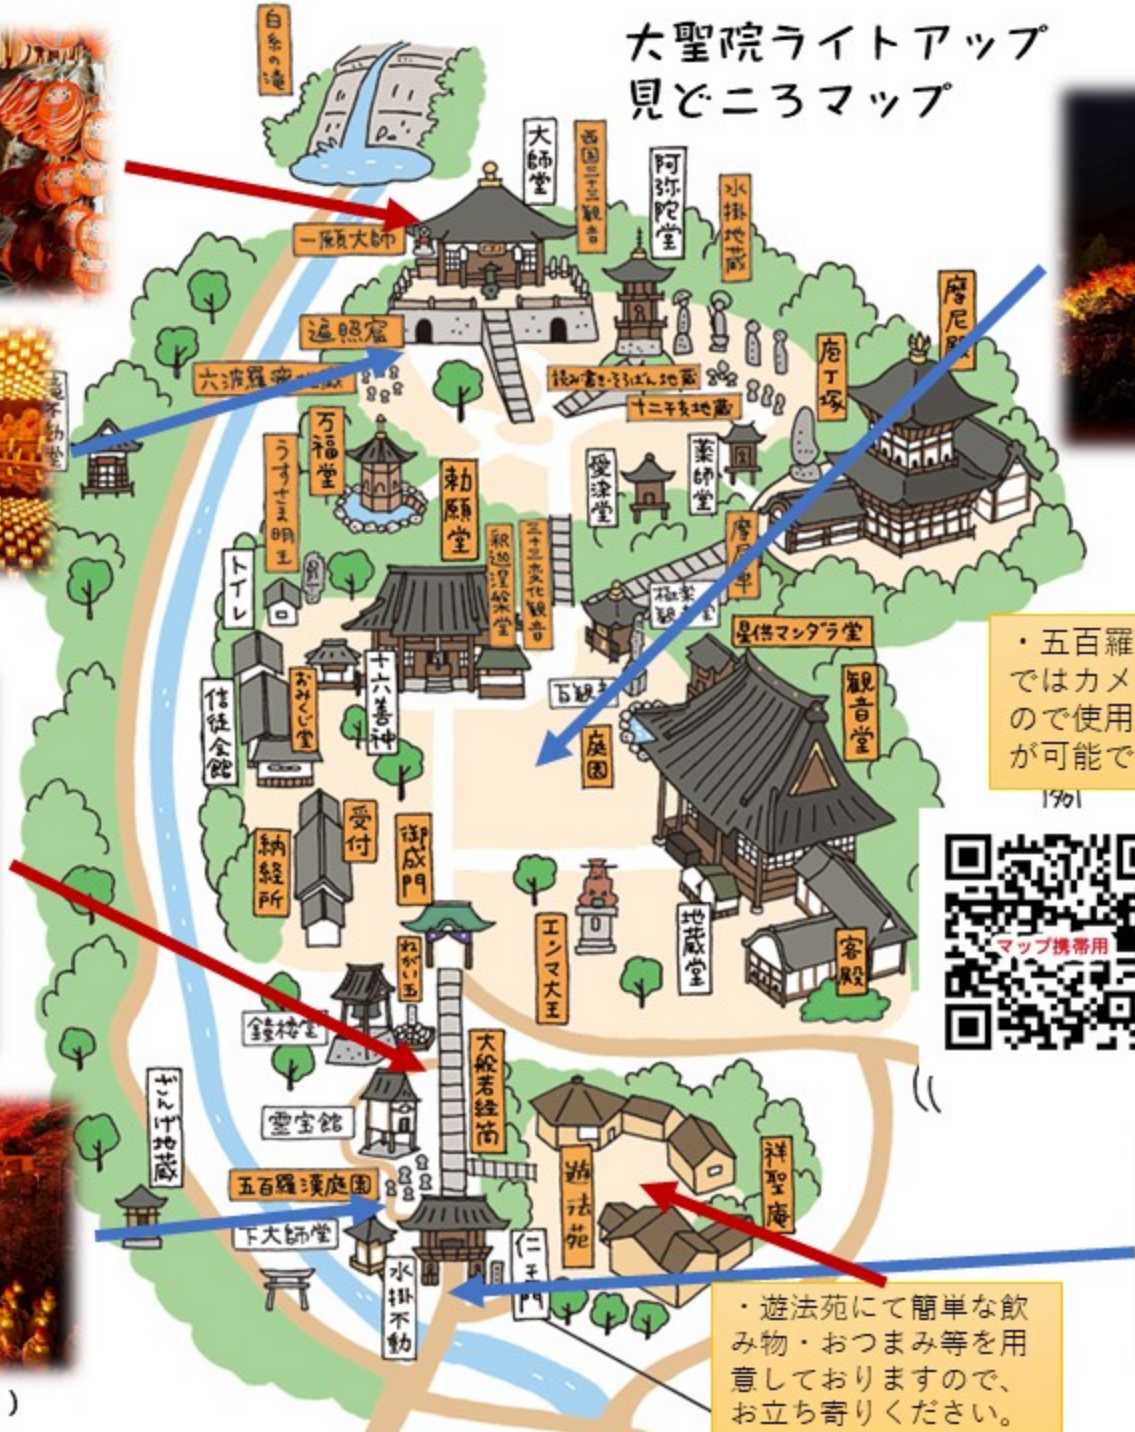 大聖院ライトアップ
見どころマップ
白糸の滝
大師堂
西国三十三観音
阿弥陀堂
水掛地蔵
一願大師
摩尼殿
遍照窟
庖丁塚
六波羅
読み書き・そろばん地蔵
十二干支地蔵
万福堂
うすさま明王
勅願堂
愛染堂
薬師堂
釈迦涅槃堂
三十三変化観音
摩尼車
トイレ
星供マンダラ堂
十六善神
おみくじ堂
信徒会館
観音堂
庭園
・五百羅
ではカメ
ので使用
が可能で
受付
御成門
納経所
マップ携帯用
地蔵堂
エンマ大王
客殿
ねがい玉
鐘楼堂
大般若経筒
霊宝館
ざんげ地蔵
五百羅漢庭園
遊法苑
祥聖庵
下大師堂
仁王門
水掛不動
・遊法苑にて簡単な飲
み物・おつまみ等を用
意しておりますので、
お立ち寄りください。
)